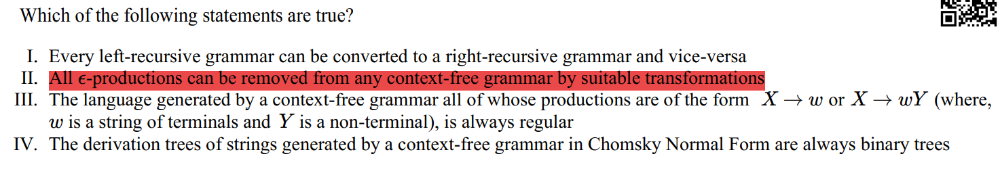 Which of the following statements are true?
I. Every left-recursive grammar can be converted to a right-recursive grammar and vice-versa
II. All ϵ-productions can be removed from any context-free grammar by suitable transformations
III. The language generated by a context-free grammar all of whose productions are of the form X → w or X → wY (where,
w is a string of terminals and Y is a non-terminal), is always regular
IV. The derivation trees of strings generated by a context-free grammar in Chomsky Normal Form are always binary trees